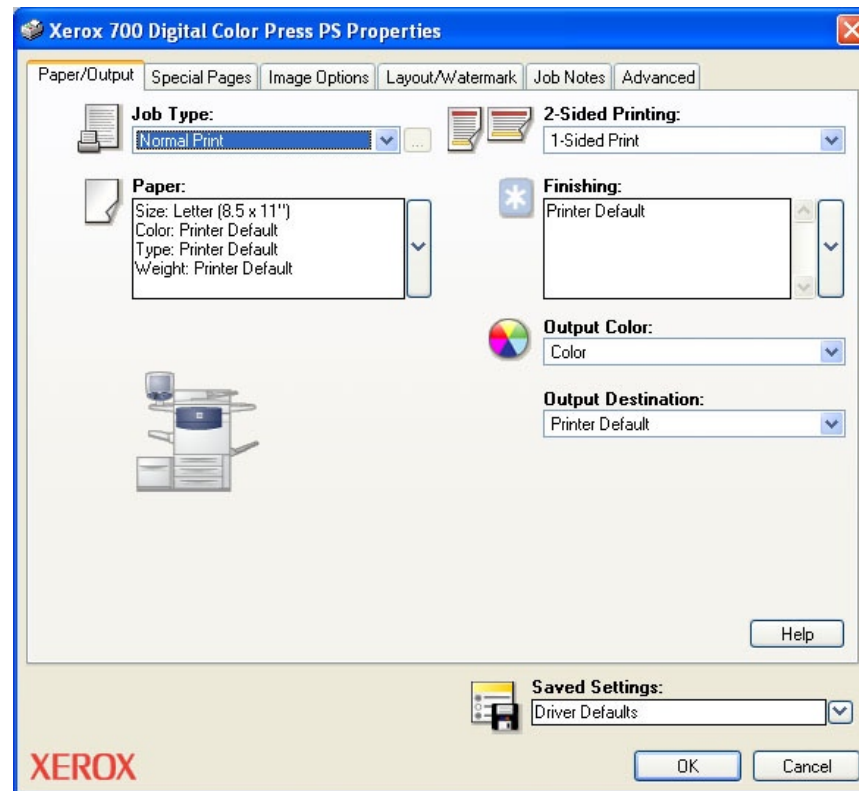 Xerox 700 Digital Color Press PS Properties
Paper/Output
Special Pages
Image Options
Layout/Watermark
Job Notes
Advanced
Job Type:
Normal Print
...
2-Sided Printing:
1-Sided Print
Paper:
Size: Letter (8.5 x 11")
Color: Printer Default
Type: Printer Default
Weight: Printer Default
Finishing:
Printer Default
Output Color:
Color
Output Destination:
Printer Default
Help
Saved Settings:
Driver Defaults
XEROX
OK
Cancel